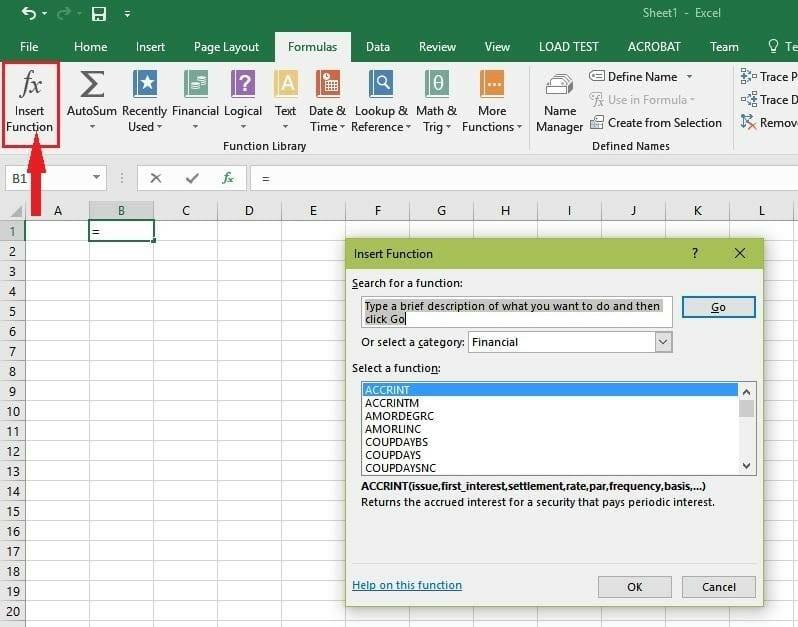 Sheet1 - Excel
File Home Insert Page Layout Formulas Data Review View LOAD TEST ACROBAT Team Te
fx Insert Function
Σ AutoSum
Recently Used
Financial
? Logical
A Text
Date & Time
Lookup & Reference
θ Math & Trig
More Functions
Function Library
Name Manager
Define Name
Use in Formula
Create from Selection
Defined Names
Trace P
Trace D
Remov
B1 fx =
A B C D E F G H I J K L
1 =
2
3
4
5
6
7
8
9
10
11
12
13
14
15
16
17
18
19
20
Insert Function ?
Search for a function:
Type a brief description of what you want to do and then
click Go
Go
Or select a category: Financial
Select a function:
ACCRINT
ACCRINTM
AMORDEGRC
AMORLINC
COUPDAYBS
COUPDAYS
COUPDAYSNC
ACCRINT(issue,first_interest,settlement,rate,par,frequency,basis,...)
Returns the accrued interest for a security that pays periodic interest.
Help on this function OK Cancel